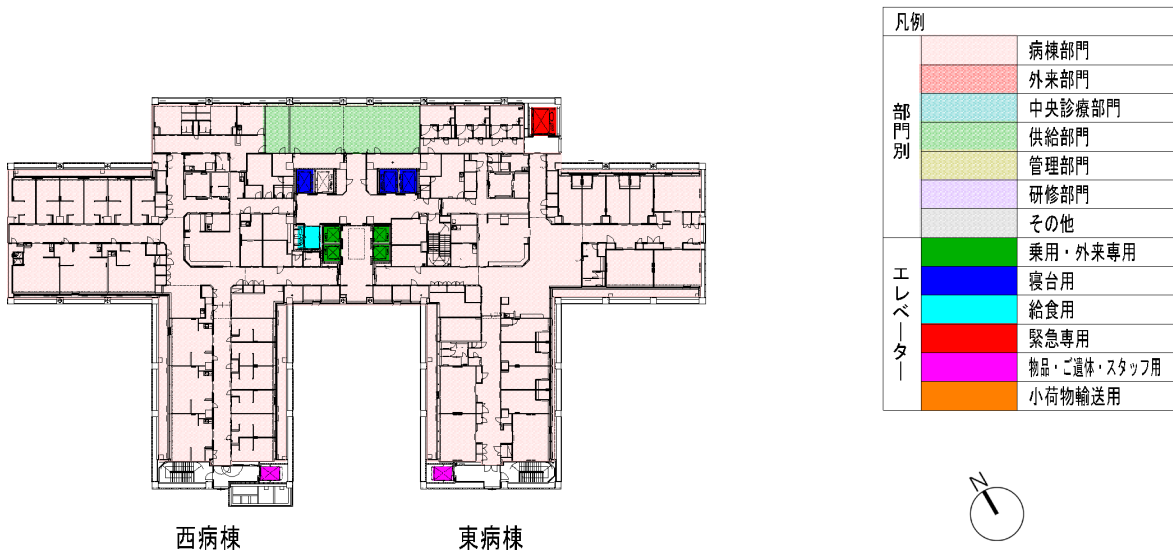 凡例
部門別
病棟部門
外来部門
中央診療部門
供給部門
管理部門
研修部門
その他
エレベーター
乗用・外来専用
寝台用
給食用
緊急専用
物品・ご遺体・スタッフ用
小荷物輸送用
N
西病棟
東病棟